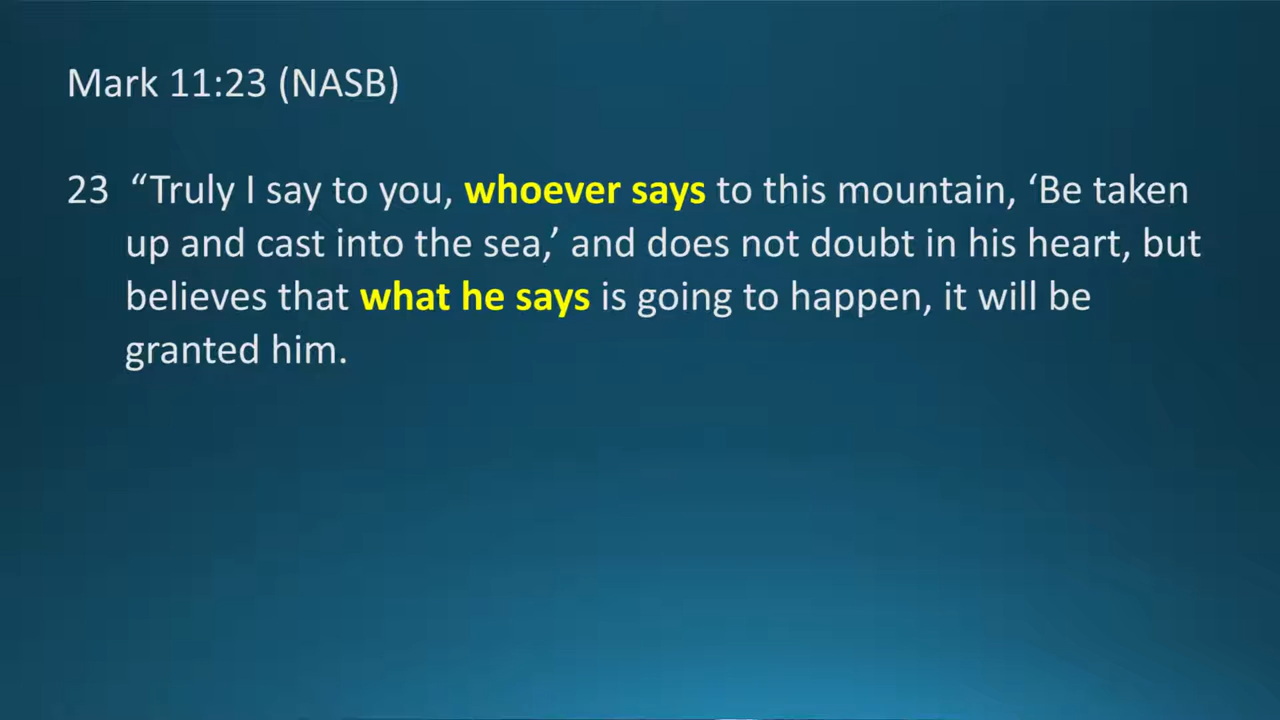 Mark 11:23 (NASB)
23 “Truly I say to you, whoever says to this mountain, ‘Be taken
up and cast into the sea,’ and does not doubt in his heart, but
believes that what he says is going to happen, it will be
granted him.